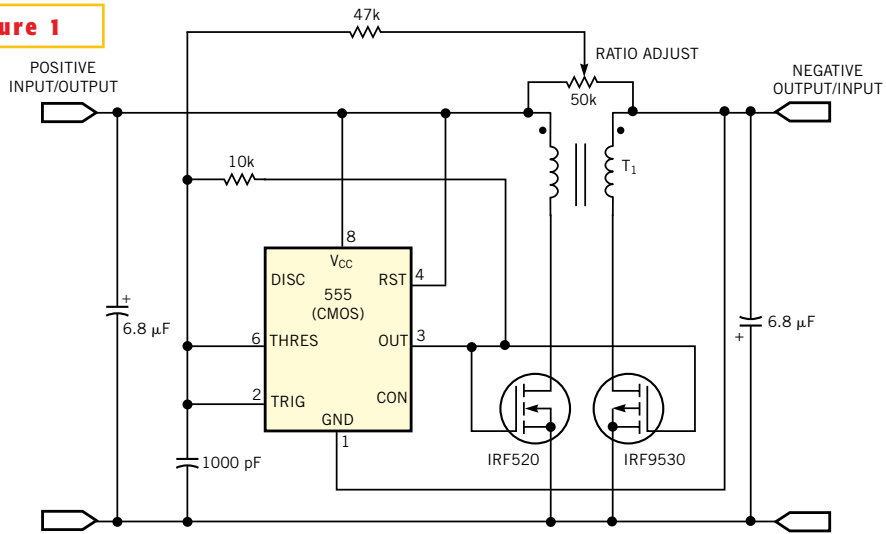 ure 1
47k
RATIO ADJUST
50k
POSITIVE
INPUT/OUTPUT
NEGATIVE
OUTPUT/INPUT
T1
10k
8
VCC
DISC
RST
4
555
(CMOS)
6.8 µF
+
6
THRES
OUT
3
6.8 µF
+
2
TRIG
CON
GND
1
1000 pF
IRF520
IRF9530